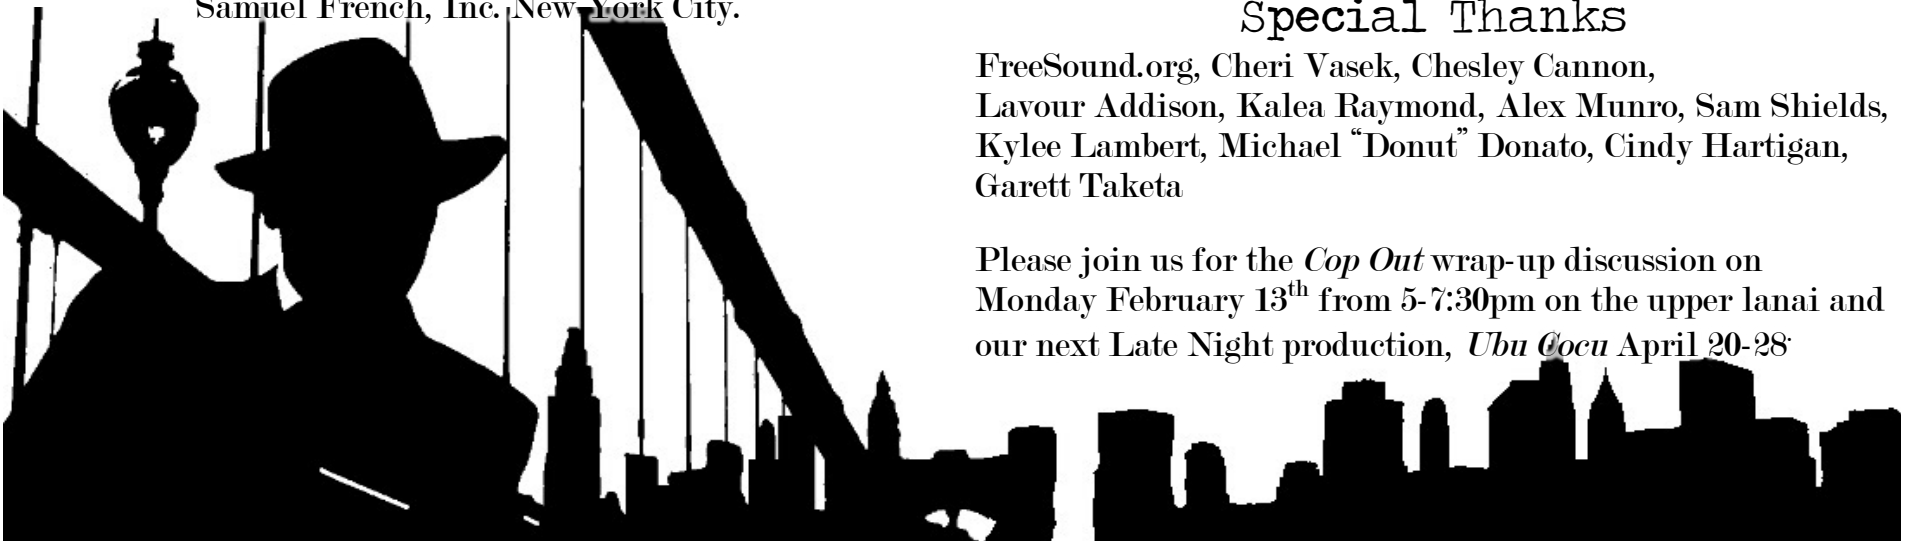 Samuel French, Inc. New York City.
Special Thanks
FreeSound.org, Cheri Vasek, Chesley Cannon,
Lavour Addison, Kalea Raymond, Alex Munro, Sam Shields,
Kylee Lambert, Michael “Donut” Donato, Cindy Hartigan,
Garett Taketa
Please join us for the Cop Out wrap-up discussion on
Monday February 13th from 5-7:30pm on the upper lanai and
our next Late Night production, Ubu Cocu April 20-28.